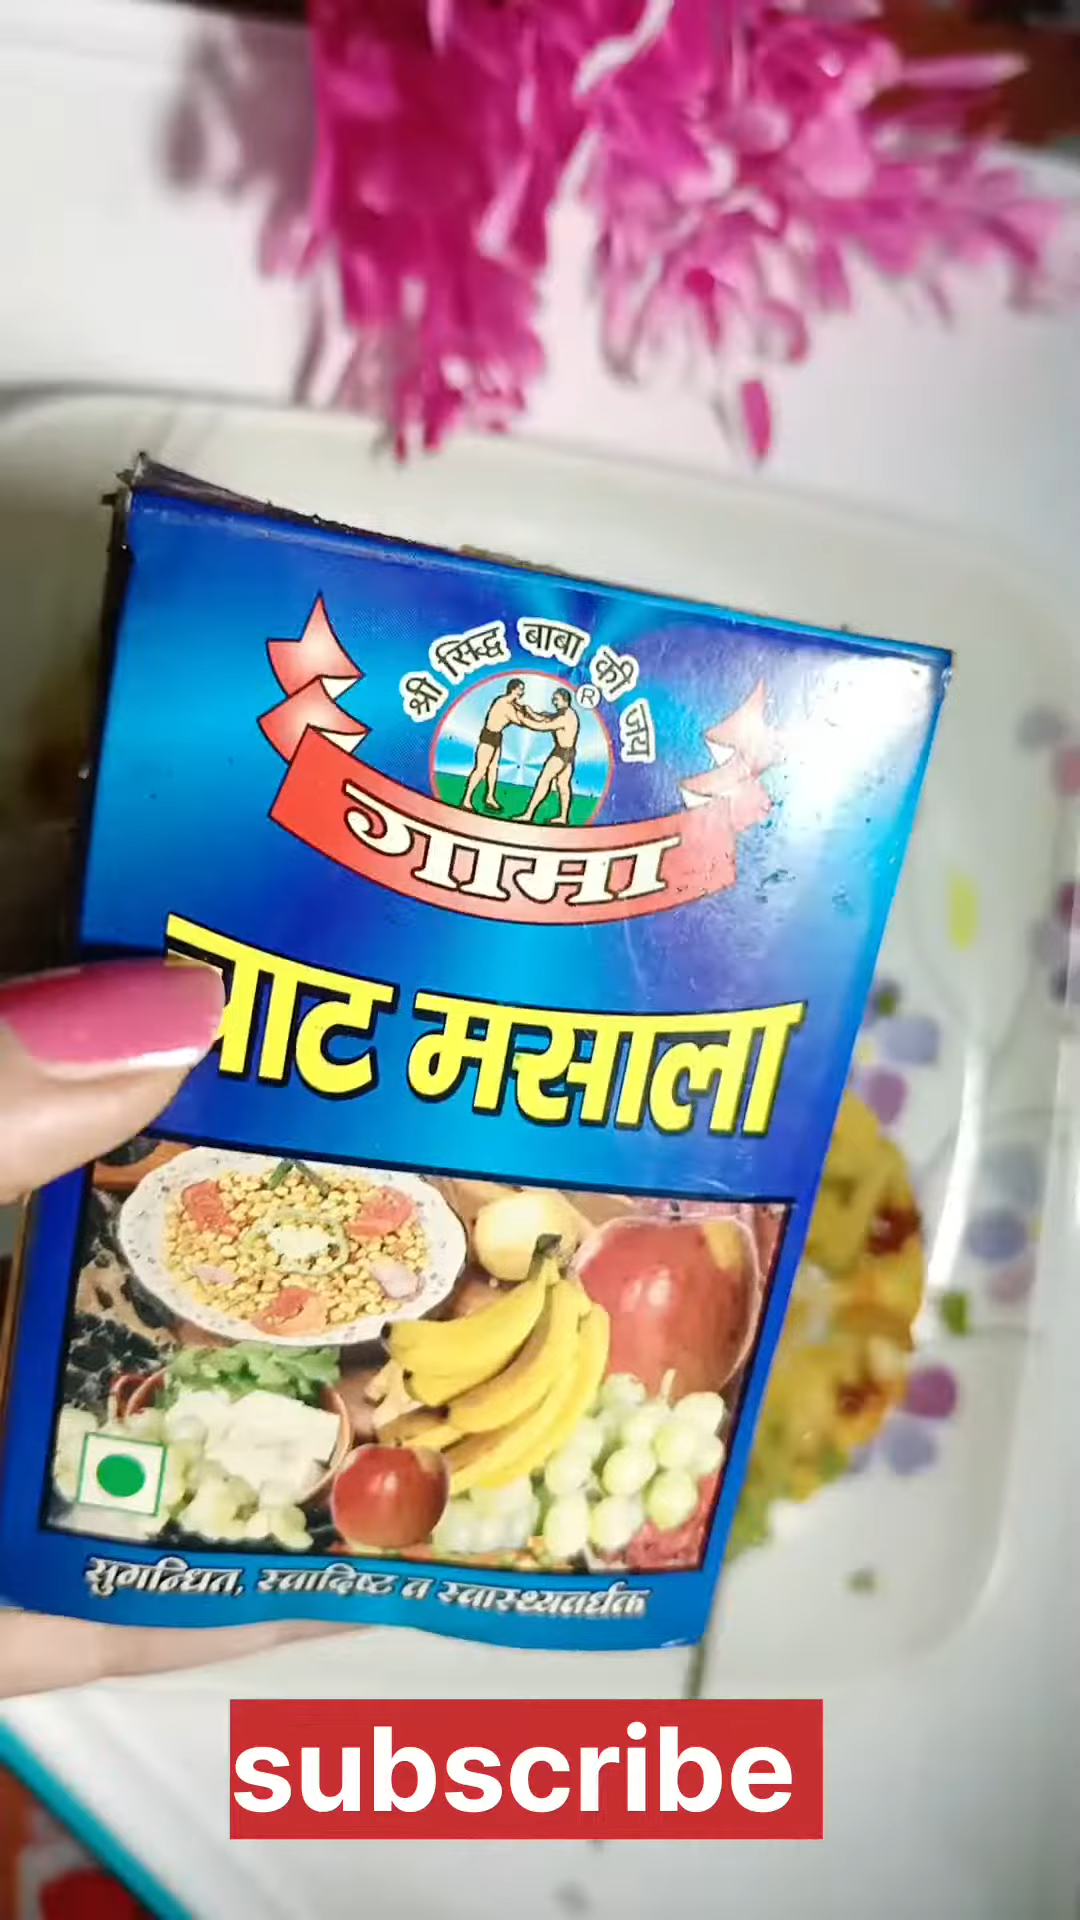 श्री सिद्ध बाबा की जय
®
गामा
चाट मसाला
सुगन्धित, स्वादिष्ट व स्वास्थ्यवर्धक
subscribe